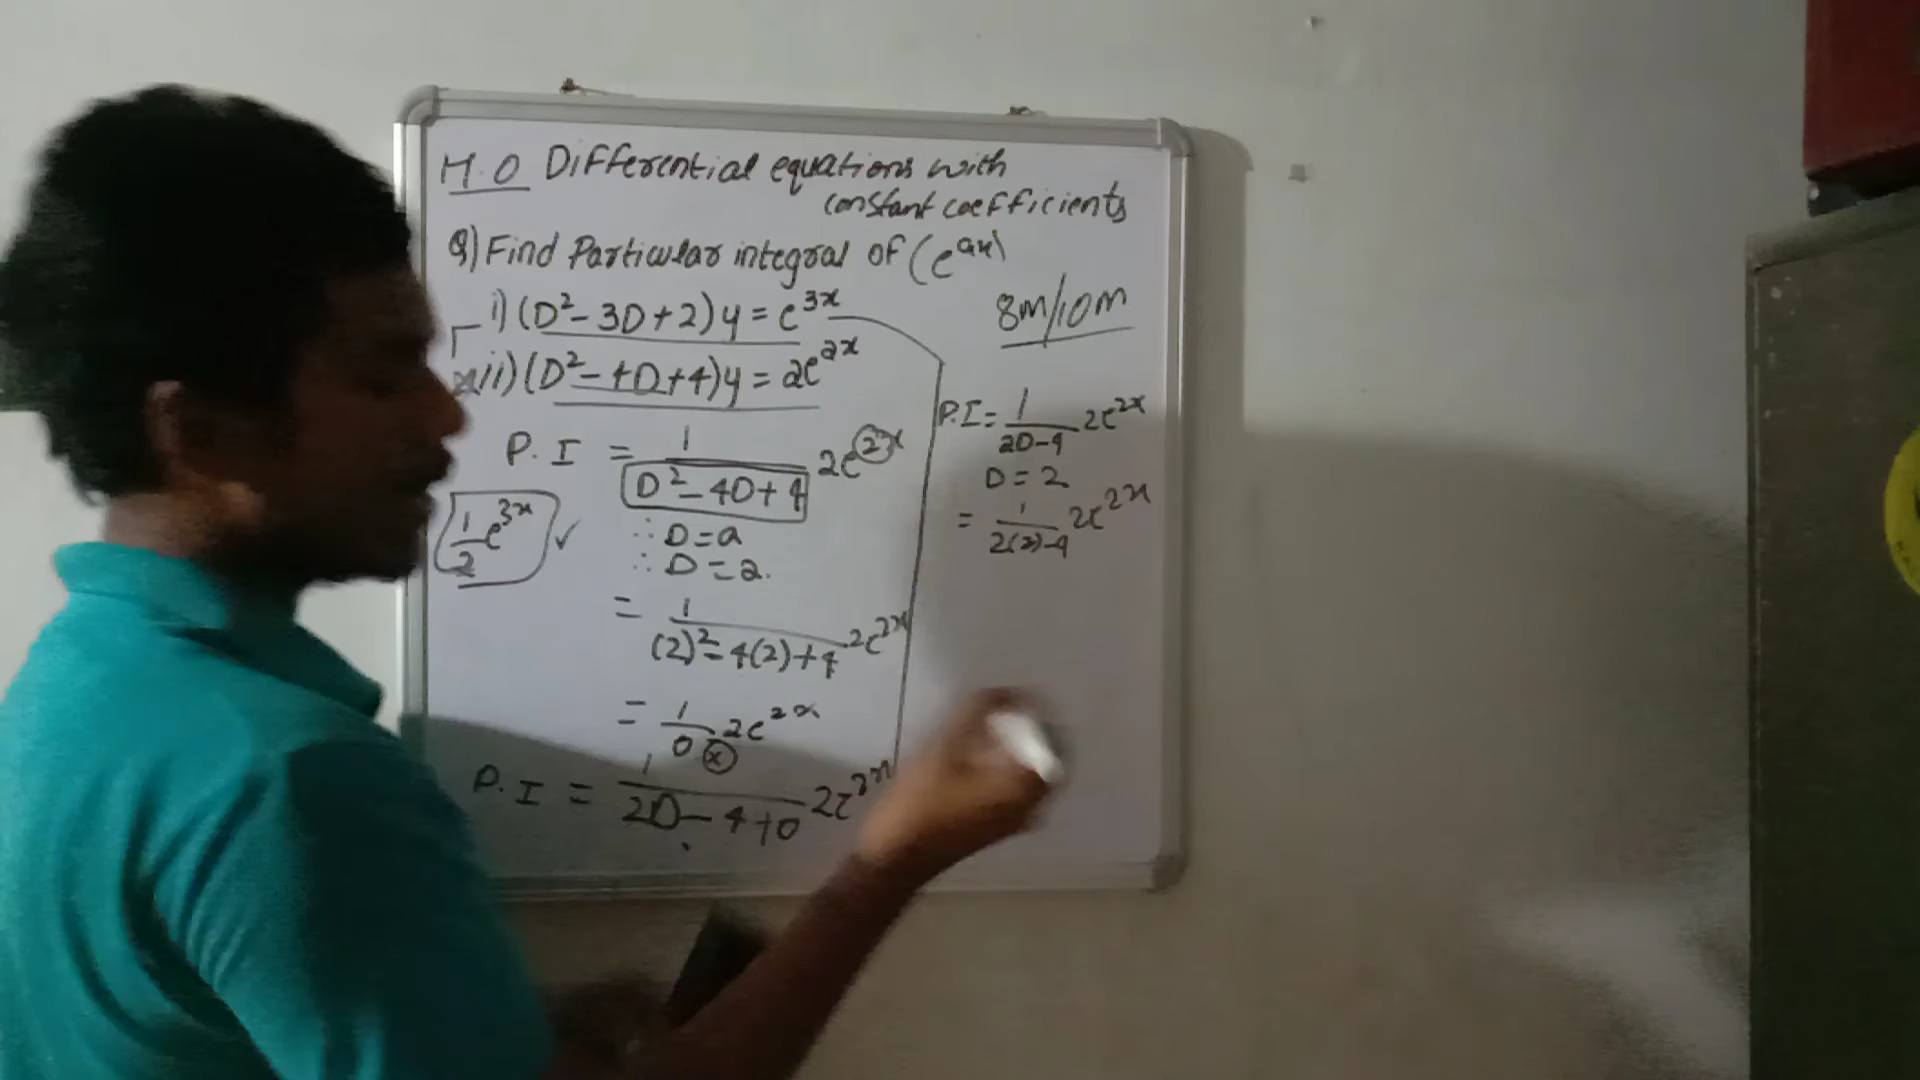 H.O Differential equations with
constant coefficients
Q) Find Particular integral of (e^ax)
i) (D²-3D+2)y = e^3x
8m/10m
ii) (D²-4D+4)y = 2e^2x
P.I = 1/(D²-4D+4) 2e^2x
1/2 e^3x ✓
∴ D=a
∴ D=2.
= 1/((2)²-4(2)+4) 2e^2x
= 1/0 2e^2x
(x)
P.I = 1/(2D-4+0) 2e^2x
P.I = 1/(2D-4) 2e^2x
D = 2
= 1/(2(2)-4) 2e^2x